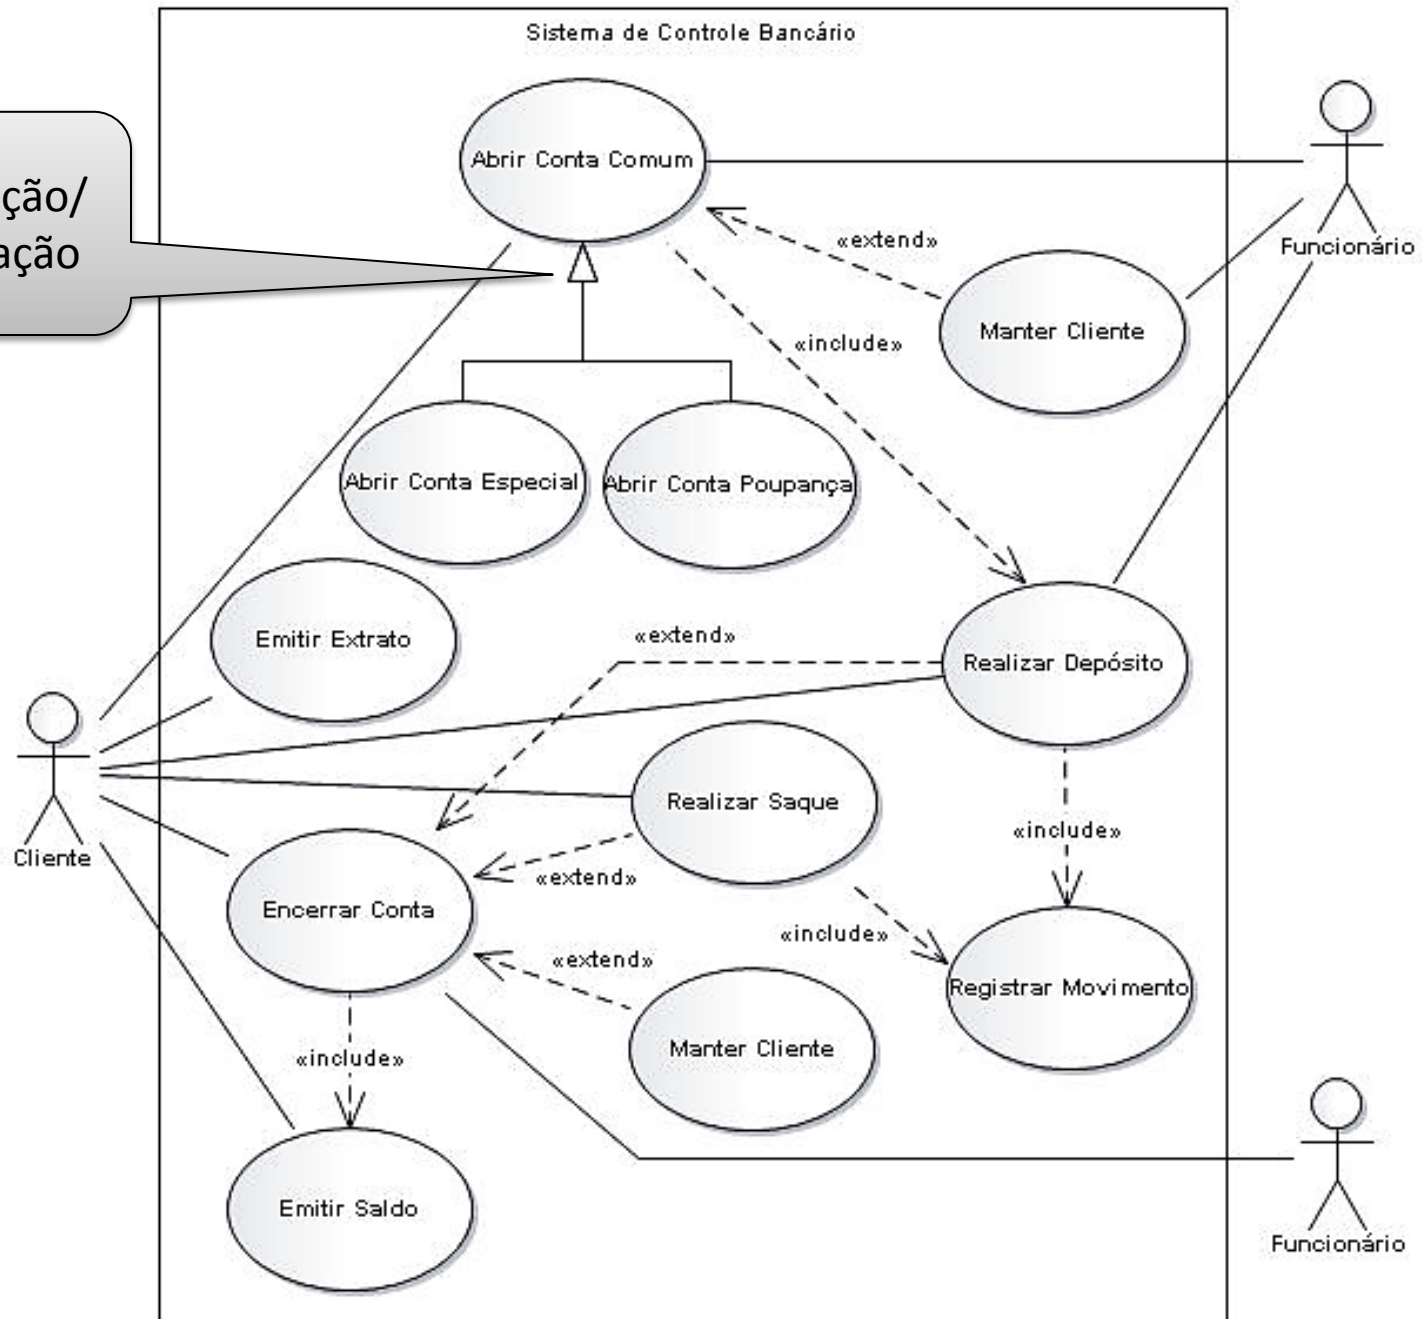 Sistema de Controle Bancário
Abrir Conta Comum
ção/
ação
«extend»
Funcionário
Manter Cliente
«include»
Abrir Conta Especial
Abrir Conta Poupança
Emitir Extrato
«extend»
Realizar Depósito
Realizar Saque
«include»
Cliente
«extend»
Encerrar Conta
«include»
«extend»
Registrar Movimento
Manter Cliente
«include»
Emitir Saldo
Funcionário